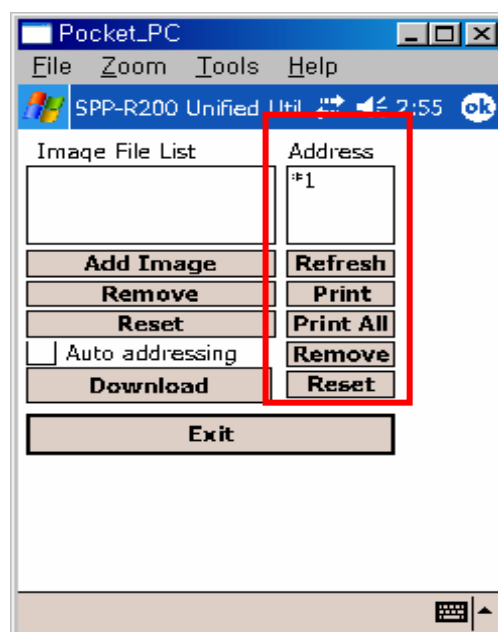 Pocket_PC
File Zoom Tools Help
SPP-R200 Unified Util 2:55 ok
Image File List Address
*1
Add Image Refresh
Remove Print
Reset Print All
Auto addressing Remove
Download Reset
Exit